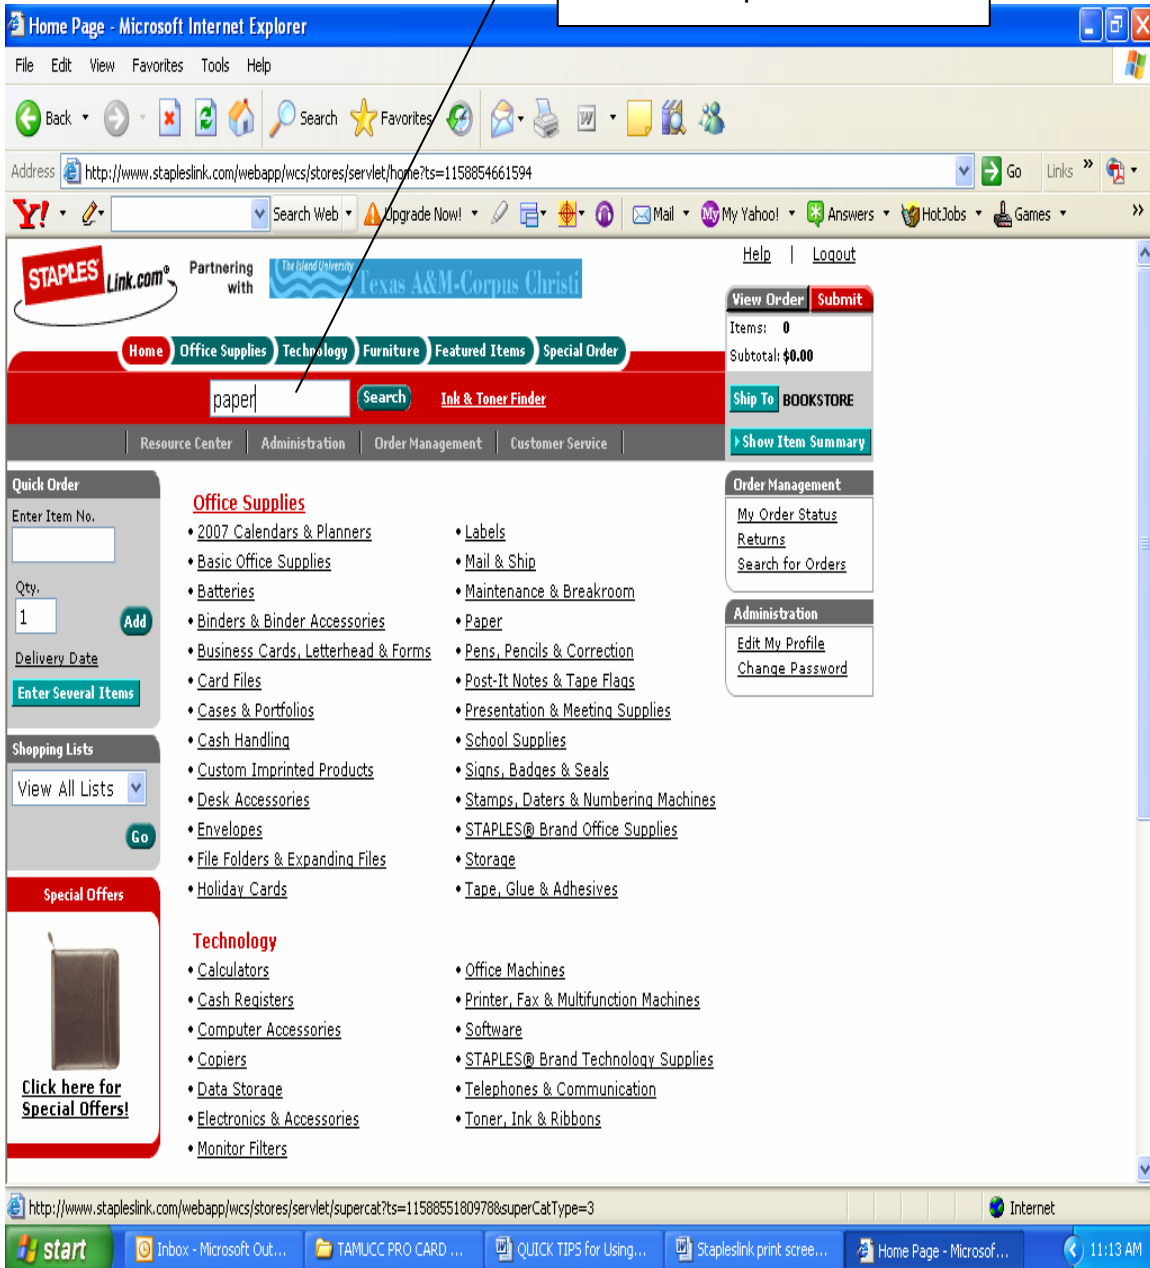 Home Page - Microsoft Internet Explorer
File Edit View Favorites Tools Help
Back Search Favorites
Address http://www.stapleslink.com/webapp/wcs/stores/servlet/home?ts=1158854661594 Go Links »
Y! Search Web Upgrade Now! Mail My My Yahoo! Answers HotJobs Games »
STAPLES Link.com® Partnering with The Island University Texas A&M-Corpus Christi
Help | Logout
View Order Submit
Items: 0
Subtotal: $0.00
Home Office Supplies Technology Furniture Featured Items Special Order
paper Search Ink & Toner Finder
Ship To BOOKSTORE
Resource Center Administration Order Management Customer Service
Show Item Summary
Quick Order
Enter Item No.
Qty.
1 Add
Delivery Date
Enter Several Items
Shopping Lists
View All Lists
Go
Special Offers
Click here for
Special Offers!
Office Supplies
• 2007 Calendars & Planners
• Basic Office Supplies
• Batteries
• Binders & Binder Accessories
• Business Cards, Letterhead & Forms
• Card Files
• Cases & Portfolios
• Cash Handling
• Custom Imprinted Products
• Desk Accessories
• Envelopes
• File Folders & Expanding Files
• Holiday Cards
• Labels
• Mail & Ship
• Maintenance & Breakroom
• Paper
• Pens, Pencils & Correction
• Post-It Notes & Tape Flags
• Presentation & Meeting Supplies
• School Supplies
• Signs, Badges & Seals
• Stamps, Daters & Numbering Machines
• STAPLES® Brand Office Supplies
• Storage
• Tape, Glue & Adhesives
Technology
• Calculators
• Cash Registers
• Computer Accessories
• Copiers
• Data Storage
• Electronics & Accessories
• Monitor Filters
• Office Machines
• Printer, Fax & Multifunction Machines
• Software
• STAPLES® Brand Technology Supplies
• Telephones & Communication
• Toner, Ink & Ribbons
Order Management
My Order Status
Returns
Search for Orders
Administration
Edit My Profile
Change Password
http://www.stapleslink.com/webapp/wcs/stores/servlet/supercat?ts=1158855180978&superCatType=3 Internet
start Inbox - Microsoft Out... TAMUCC PRO CARD ... QUICK TIPS for Using... Stapleslink print scree... Home Page - Microsof... 11:13 AM